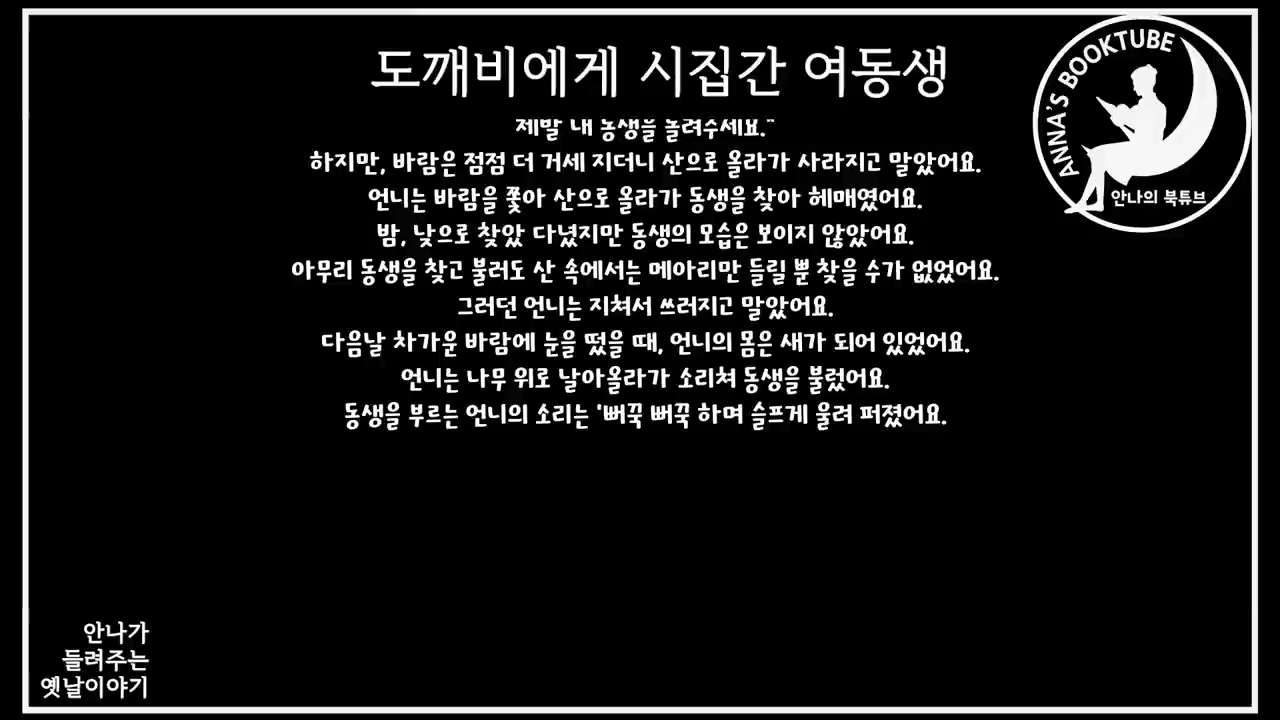 도깨비에게 시집간 여동생
ANNA'S BOOKTUBE
안나의 북튜브
제발 내 동생을 돌려주세요."
하지만, 바람은 점점 더 거세 지더니 산으로 올라가 사라지고 말았어요.
언니는 바람을 쫓아 산으로 올라가 동생을 찾아 헤매였어요.
밤, 낮으로 찾았 다녔지만 동생의 모습은 보이지 않았어요.
아무리 동생을 찾고 불러도 산 속에서는 메아리만 들릴 뿐 찾을 수가 없었어요.
그러던 언니는 지쳐서 쓰러지고 말았어요.
다음날 차가운 바람에 눈을 떴을 때, 언니의 몸은 새가 되어 있었어요.
언니는 나무 위로 날아올라가 소리쳐 동생을 불렀어요.
동생을 부르는 언니의 소리는 '뻐꾹 뻐꾹 하며 슬프게 울려 퍼졌어요.
안나가
들려주는
옛날이야기